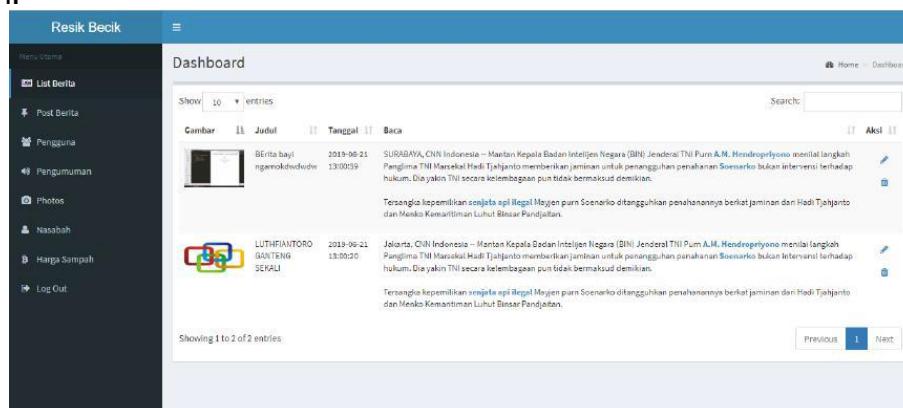 Resik Becik
Menu Utama
List Berita
Post Berita
Pengguna
Pengumuman
Photos
Nasabah
Harga Sampah
Log Out
Dashboard
Home
Show 10 entries
Search:
Gambar Judul Tanggal Baca Aksi
BErita bayi ngamokdwdwdw
2019-06-21 13:00:59
SURABAYA, CNN Indonesia -- Mantan Kepala Badan Intelijen Negara (BIN) Jenderal TNI Purn A.M. Hendropriyono menilai langkah
Panglima TNI Marsekal Hadi Tjahjanto memberikan jaminan untuk penangguhan penahanan Soenarko bukan intervensi terhadap
hukum. Dia yakin TNI secara kelembagaan pun tidak bermaksud demikian.
Tersangka kepemilikan senjata api ilegal Mayjen purn Soenarko ditangguhkan penahanannya berkat jaminan dari Hadi Tjahjanto
dan Menko Kemaritiman Luhut Binsar Pandjaitan.
LUTHFIANTORO
GANTENG
SEKALI
2019-06-21
13:00:20
Jakarta, CNN Indonesia -- Mantan Kepala Badan Intelijen Negara (BIN) Jenderal TNI Purn A.M. Hendropriyono menilai langkah
Panglima TNI Marsekal Hadi Tjahjanto memberikan jaminan untuk penangguhan penahanan Soenarko bukan intervensi terhadap
hukum. Dia yakin TNI secara kelembagaan pun tidak bermaksud demikian.
Tersangka kepemilikan senjata api ilegal Mayjen purn Soenarko ditangguhkan penahanannya berkat jaminan dari Hadi Tjahjanto
dan Menko Kemaritiman Luhut Binsar Pandjaitan.
Showing 1 to 2 of 2 entries
Previous 1 Next